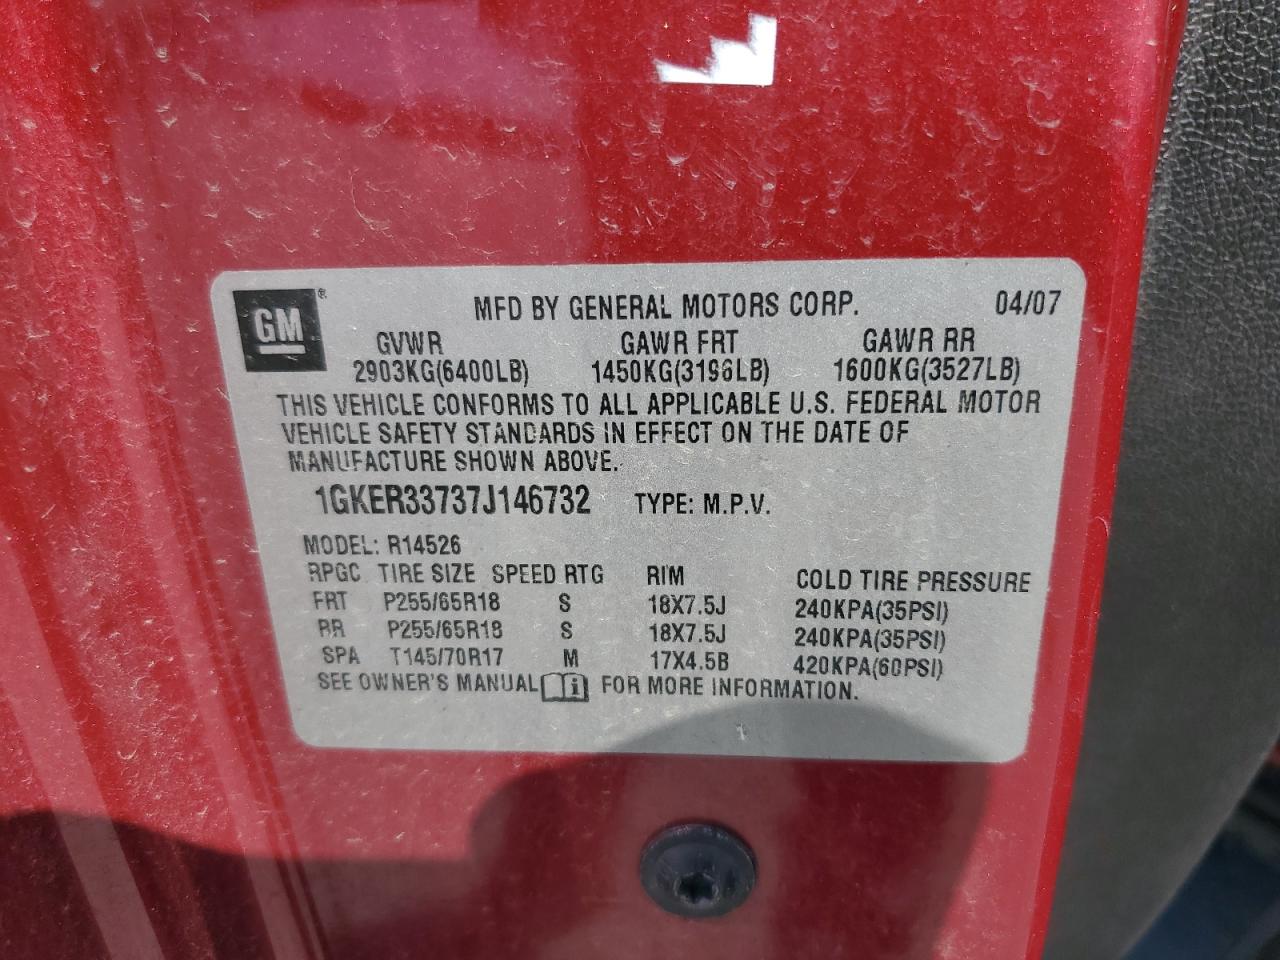 GM® MFD BY GENERAL MOTORS CORP. 04/07
GVWR GAWR FRT GAWR RR
2903KG(6400LB) 1450KG(3196LB) 1600KG(3527LB)
THIS VEHICLE CONFORMS TO ALL APPLICABLE U.S. FEDERAL MOTOR
VEHICLE SAFETY STANDARDS IN EFFECT ON THE DATE OF
MANUFACTURE SHOWN ABOVE.
1GKER33737J146732 TYPE: M.P.V.
MODEL: R14526
RPGC TIRE SIZE SPEED RTG RIM COLD TIRE PRESSURE
FRT P255/65R18 S 18X7.5J 240KPA(35PSI)
RR P255/65R18 S 18X7.5J 240KPA(35PSI)
SPA T145/70R17 M 17X4.5B 420KPA(60PSI)
SEE OWNER'S MANUAL i FOR MORE INFORMATION.
1